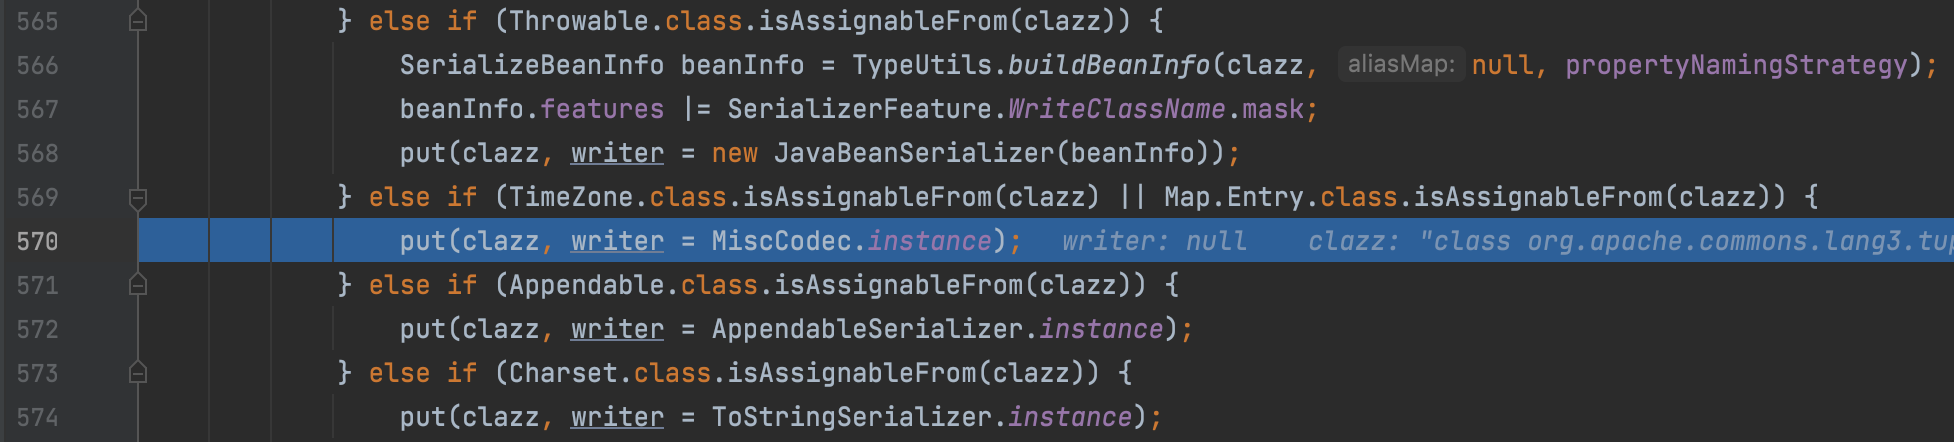 565 } else if (Throwable.class.isAssignableFrom(clazz)) {
566 SerializeBeanInfo beanInfo = TypeUtils.buildBeanInfo(clazz, aliasMap: null, propertyNamingStrategy);
567 beanInfo.features |= SerializerFeature.WriteClassName.mask;
568 put(clazz, writer = new JavaBeanSerializer(beanInfo));
569 } else if (TimeZone.class.isAssignableFrom(clazz) || Map.Entry.class.isAssignableFrom(clazz)) {
570 put(clazz, writer = MiscCodec.instance); writer: null clazz: "class org.apache.commons.lang3.tup
571 } else if (Appendable.class.isAssignableFrom(clazz)) {
572 put(clazz, writer = AppendableSerializer.instance);
573 } else if (Charset.class.isAssignableFrom(clazz)) {
574 put(clazz, writer = ToStringSerializer.instance);